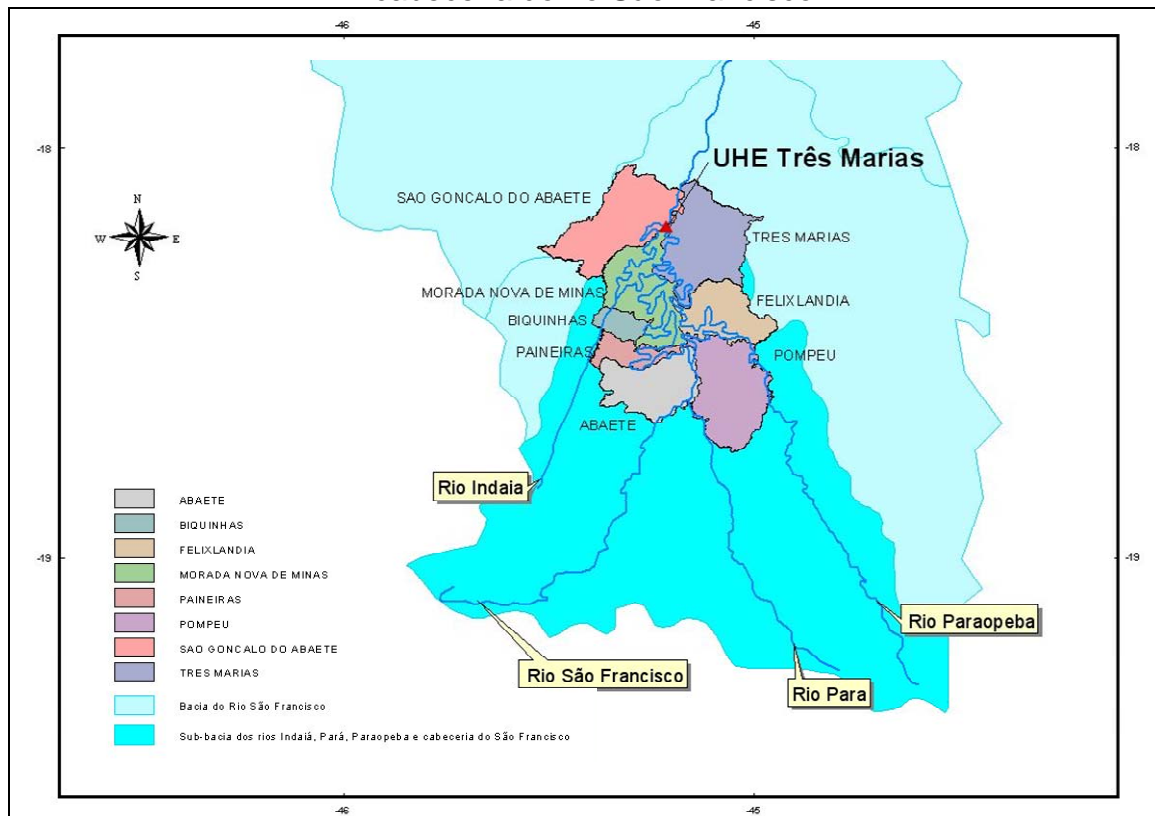 -46
-45
-18
-18
UHE Três Marias
SAO GONCALO DO ABAETE
N
W
E
S
TRES MARIAS
MORADA NOVA DE MINAS
FELIXLANDIA
BIQUINHAS
PAINEIRAS
POMPEU
ABAETE
Rio Indaia
ABAETE
BIQUINHAS
FELIXLANDIA
-19
-19
MORADA NOVA DE MINAS
PAINEIRAS
POMPEU
Rio Paraopeba
SAO GONCALO DO ABAETE
TRES MARIAS
Rio São Francisco
Rio Para
Bacia do Rio São Francisco
Sub-bacia dos rios Indaiá, Pará, Paraopeba e cabeceria do São Francisco
-46
-45